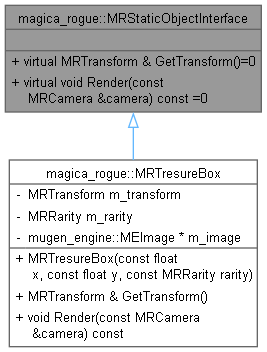 magica_rogue::MRStaticObjectInterface
+ virtual MRTransform & GetTransform()=0
+ virtual void Render(const
MRCamera &camera) const =0
magica_rogue::MRTresureBox
- MRTransform m_transform
- MRRarity m_rarity
- mugen_engine::MEImage * m_image
+ MRTresureBox(const float
x, const float y, const MRRarity rarity)
+ MRTransform & GetTransform()
+ void Render(const MRCamera
&camera) const